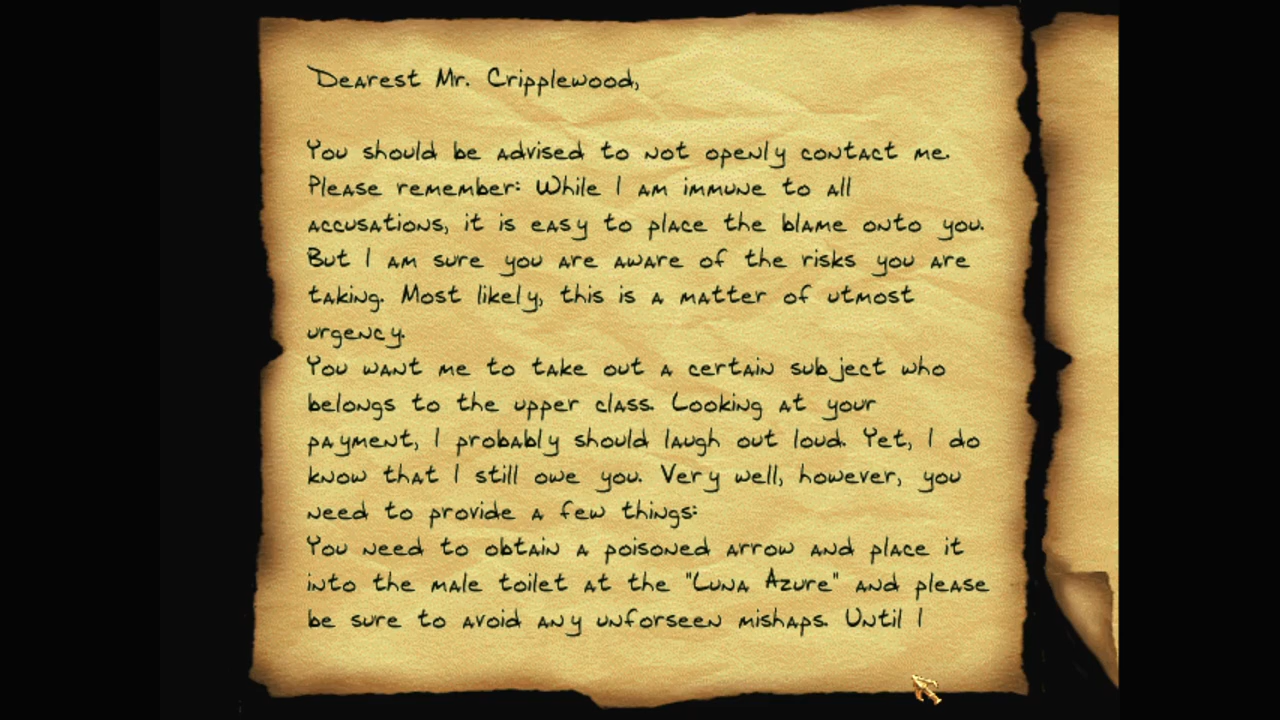 Dearest Mr. Cripplewood,
You should be advised to not openly contact me.
Please remember: While I am immune to all
accusations, it is easy to place the blame onto you.
But I am sure you are aware of the risks you are
taking. Most likely, this is a matter of utmost
urgency.
You want me to take out a certain subject who
belongs to the upper class. Looking at your
payment, I probably should laugh out loud. Yet, I do
know that I still owe you. Very well, however, you
need to provide a few things:
You need to obtain a poisoned arrow and place it
into the male toilet at the "Luna Azure" and please
be sure to avoid any unforseen mishaps. Until I